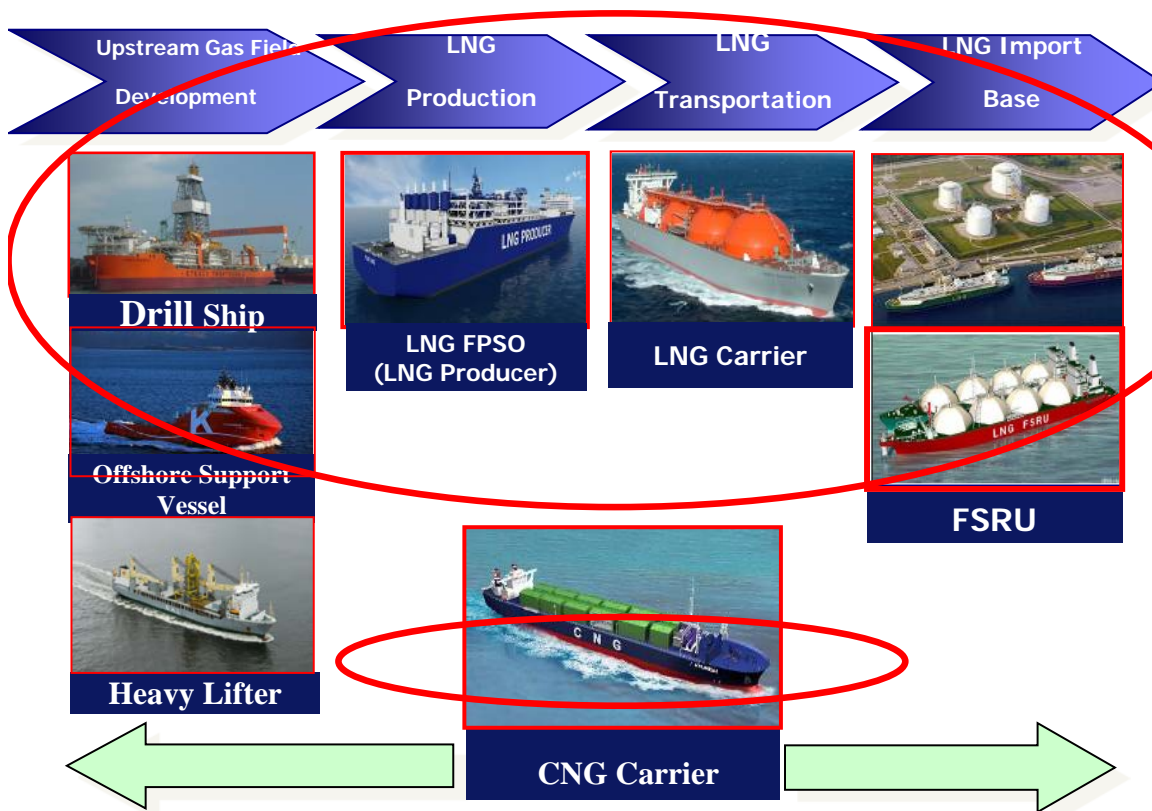 Upstream Gas Field
Development
LNG
Production
LNG
Transportation
LNG Import
Base
LNG PRODUCER
Drill Ship
LNG FPSO
(LNG Producer)
LNG Carrier
K
LNG FSRU
Offshore Support
Vessel
FSRU
CNG
Heavy Lifter
CNG Carrier